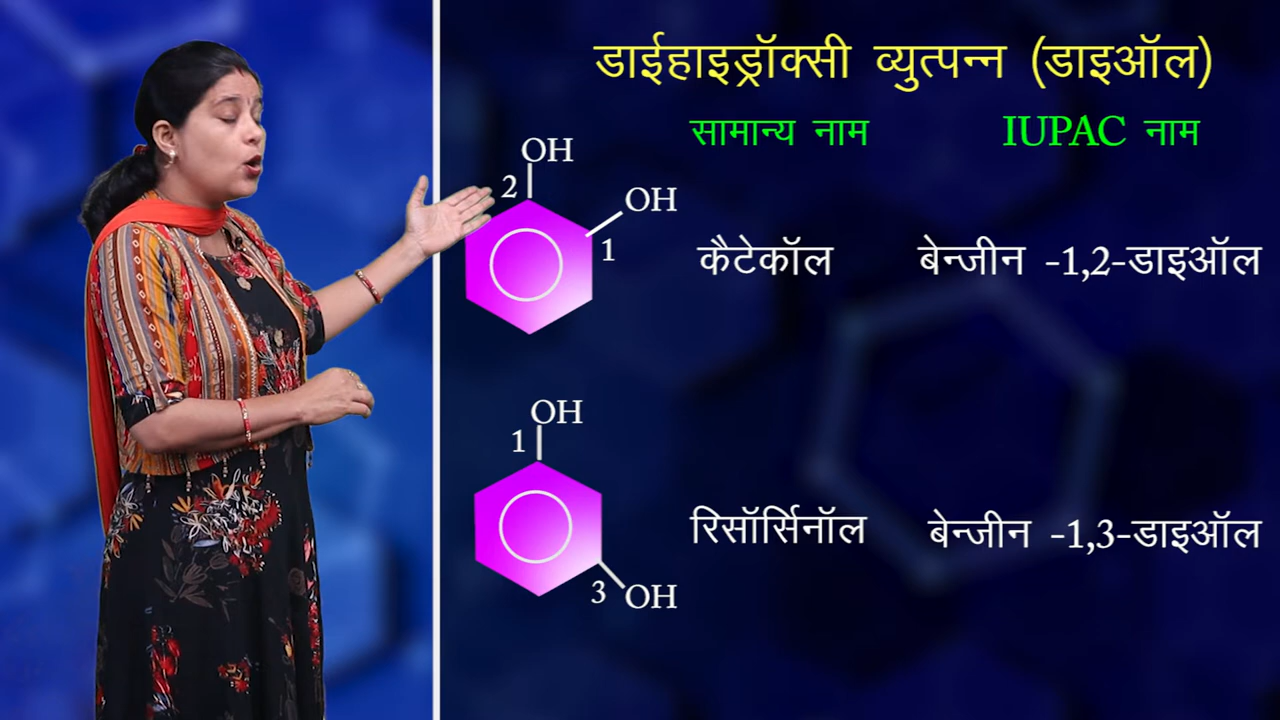 डाईहाइड्रॉक्सी व्युत्पन्न (डाइऑल)
सामान्य नाम IUPAC नाम
OH
2
OH
1
कैटेकॉल बेन्जीन -1,2-डाइऑल
OH
1
रिसॉर्सिनॉल बेन्जीन -1,3-डाइऑल
3
OH